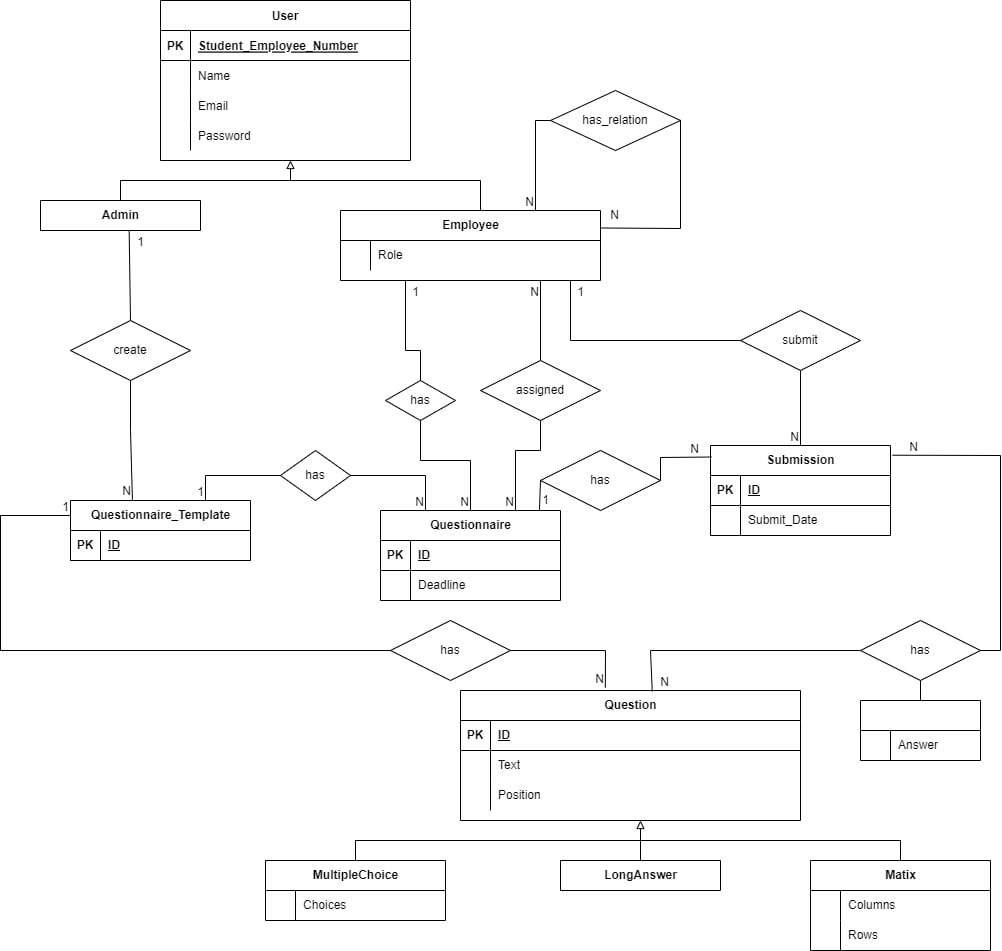 User
PK Student_Employee_Number
Name
Email
Password
has_relation
Admin
1
N
N
Employee
Role
1
N
1
create
submit
has
assigned
N
1
has
N
N
N
N
1
has
N
N
N
Submission
PK ID
Submit_Date
1
Questionnaire_Template
PK ID
Questionnaire
PK ID
Deadline
has
has
N
N
Question
PK ID
Text
Position
Answer
MultipleChoice
Choices
LongAnswer
Matix
Columns
Rows